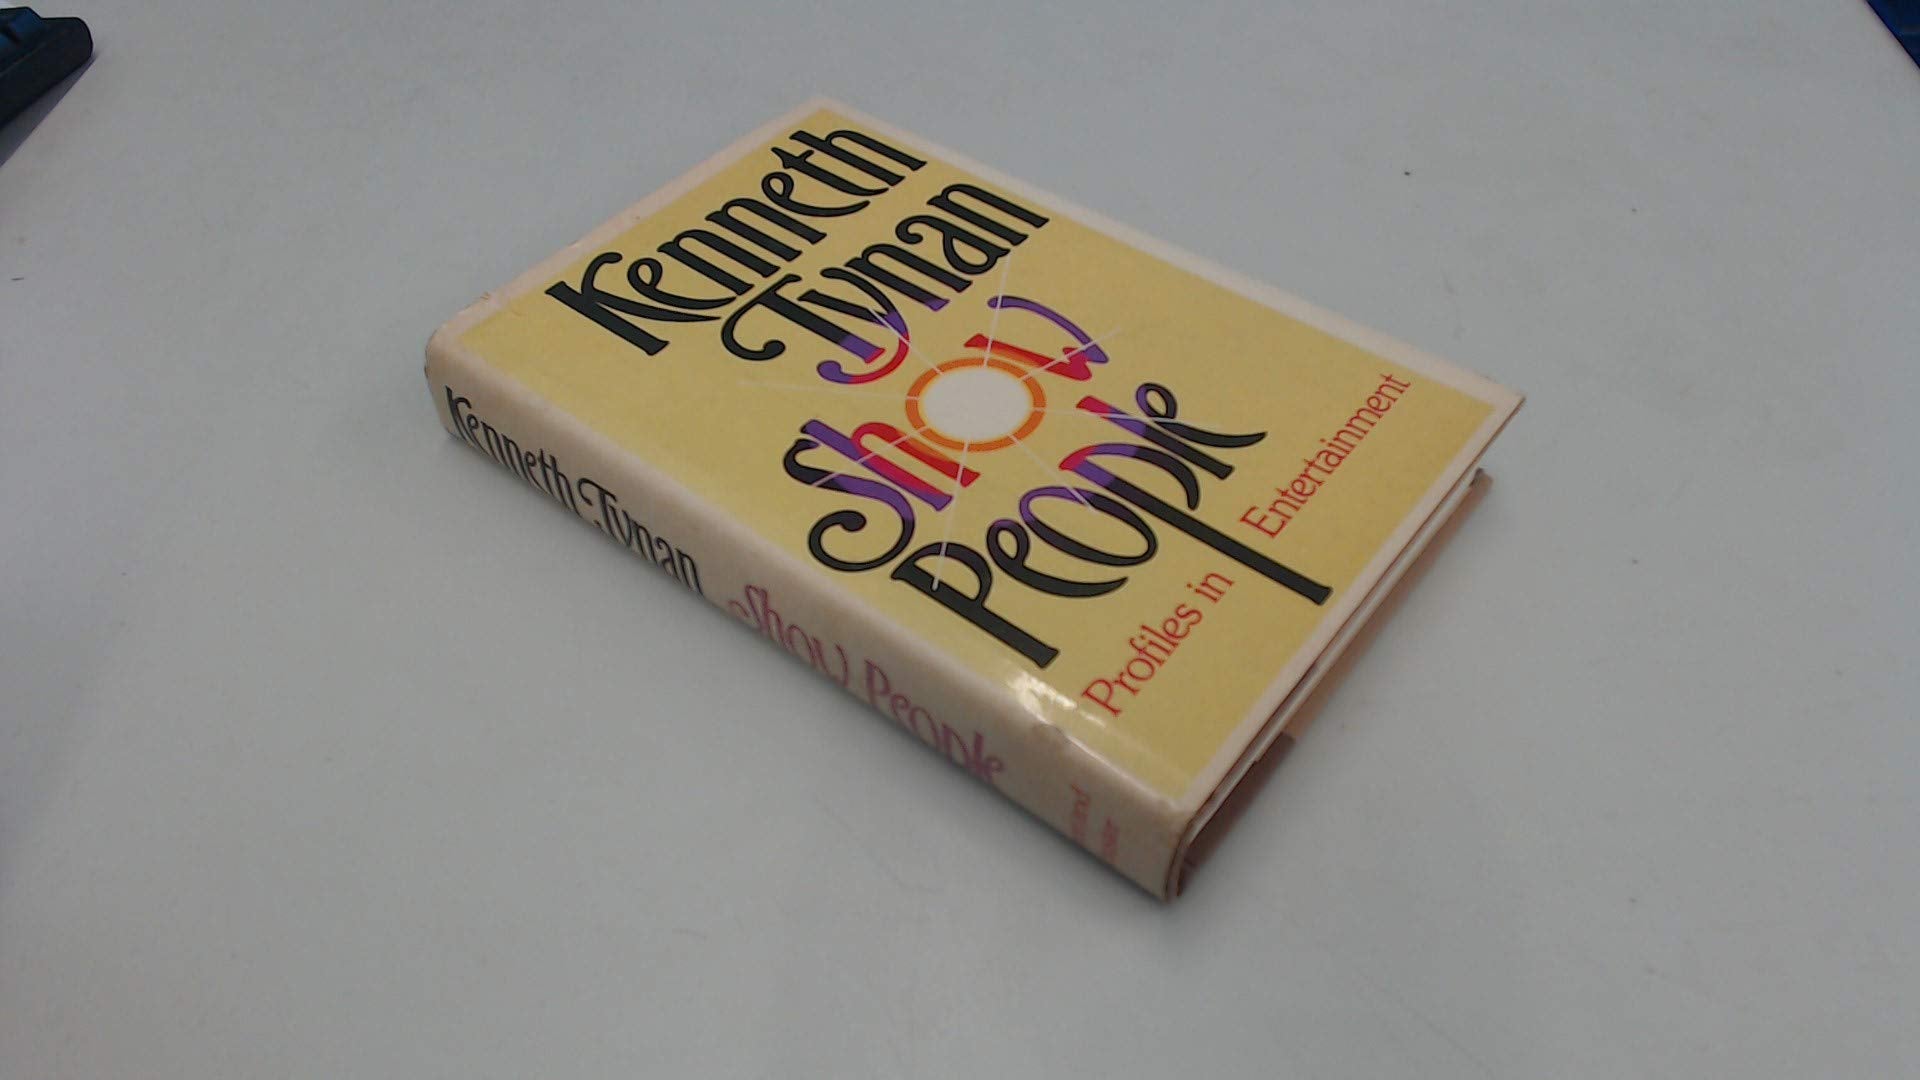 Kenneth
Tynan
Show
People
Profiles in
Entertainment
Kenneth Tynan Show People